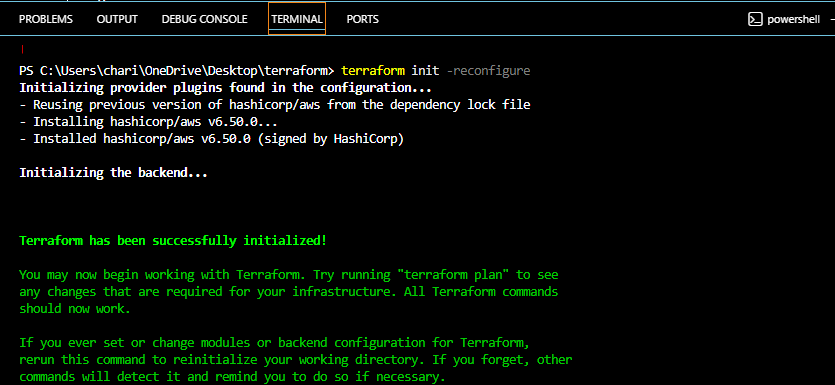 PROBLEMS OUTPUT DEBUG CONSOLE TERMINAL PORTS powershell
PS C:\Users\chari\OneDrive\Desktop\terraform> terraform init -reconfigure
Initializing provider plugins found in the configuration...
- Reusing previous version of hashicorp/aws from the dependency lock file
- Installing hashicorp/aws v6.50.0...
- Installed hashicorp/aws v6.50.0 (signed by HashiCorp)
Initializing the backend...
Terraform has been successfully initialized!
You may now begin working with Terraform. Try running "terraform plan" to see
any changes that are required for your infrastructure. All Terraform commands
should now work.
If you ever set or change modules or backend configuration for Terraform,
rerun this command to reinitialize your working directory. If you forget, other
commands will detect it and remind you to do so if necessary.